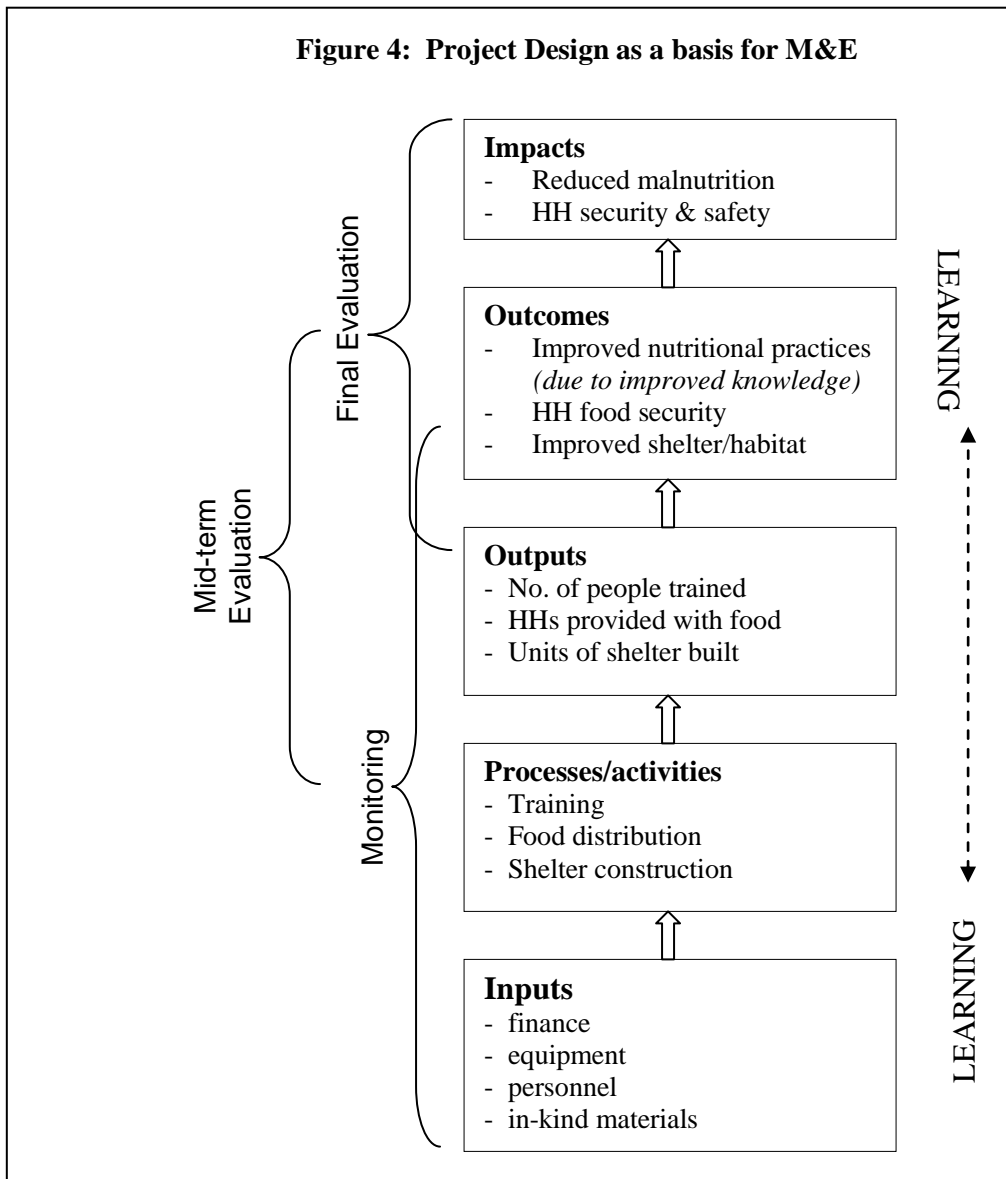 Figure 4: Project Design as a basis for M&E
Impacts
- Reduced malnutrition
- HH security & safety
Outcomes
- Improved nutritional practices
(due to improved knowledge)
- HH food security
- Improved shelter/habitat
Outputs
- No. of people trained
- HHs provided with food
- Units of shelter built
Processes/activities
- Training
- Food distribution
- Shelter construction
Inputs
- finance
- equipment
- personnel
- in-kind materials
Final Evaluation
Mid-term
Evaluation
Monitoring
LEARNING
LEARNING